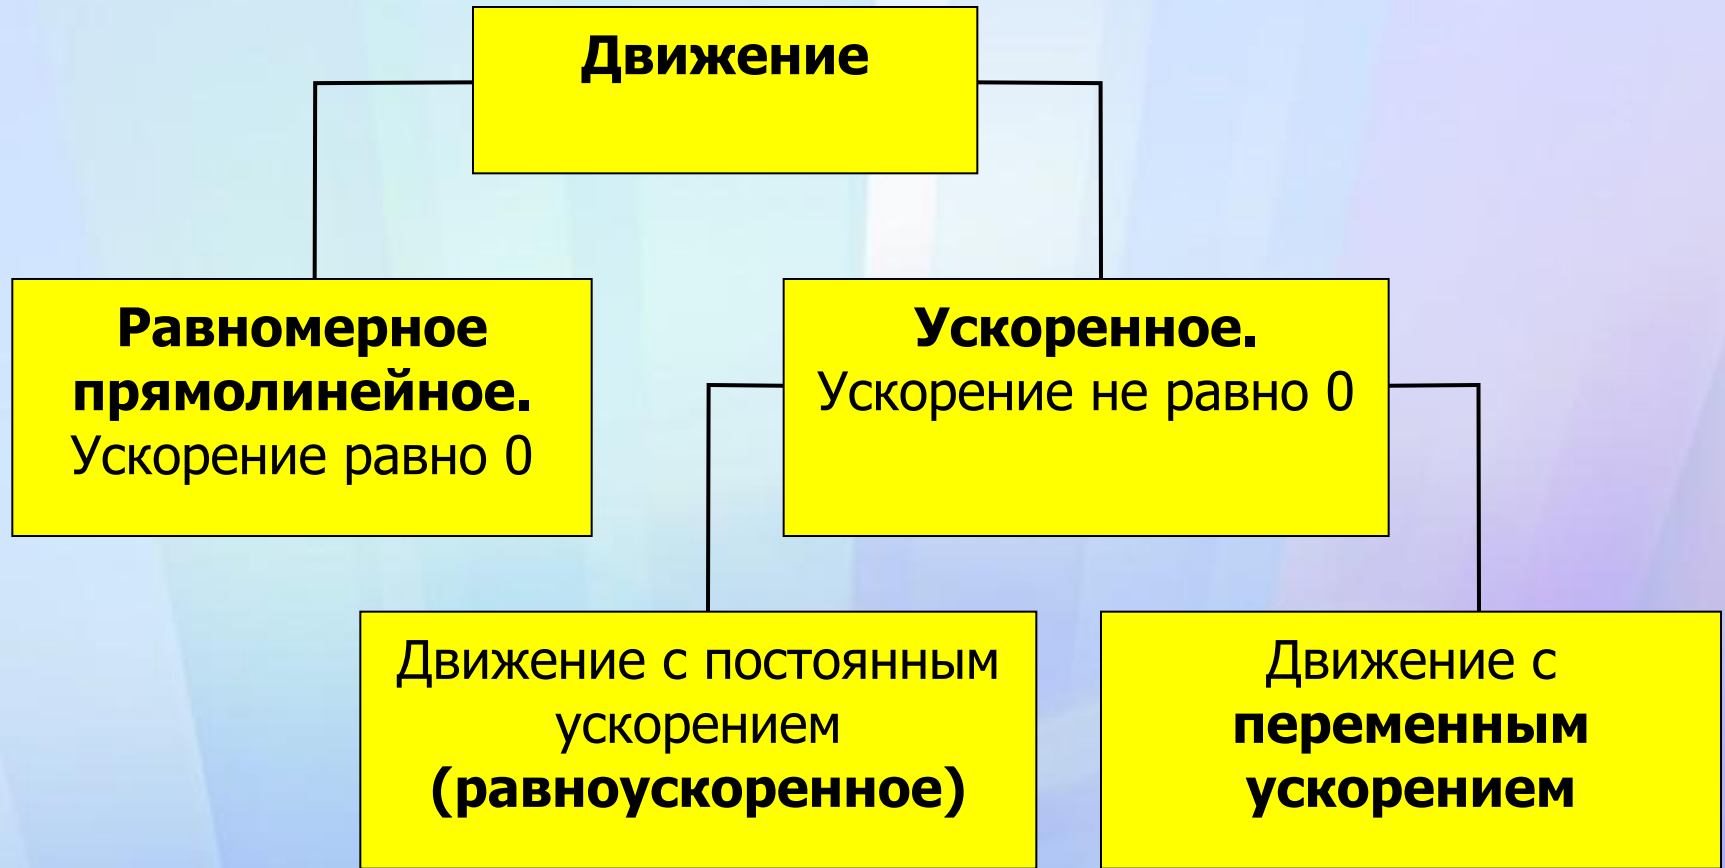 Движение
Равномерное
прямолинейное.
Ускорение равно 0
Ускоренное.
Ускорение не равно 0
Движение с постоянным
ускорением
(равноускоренное)
Движение с
переменным
ускорением